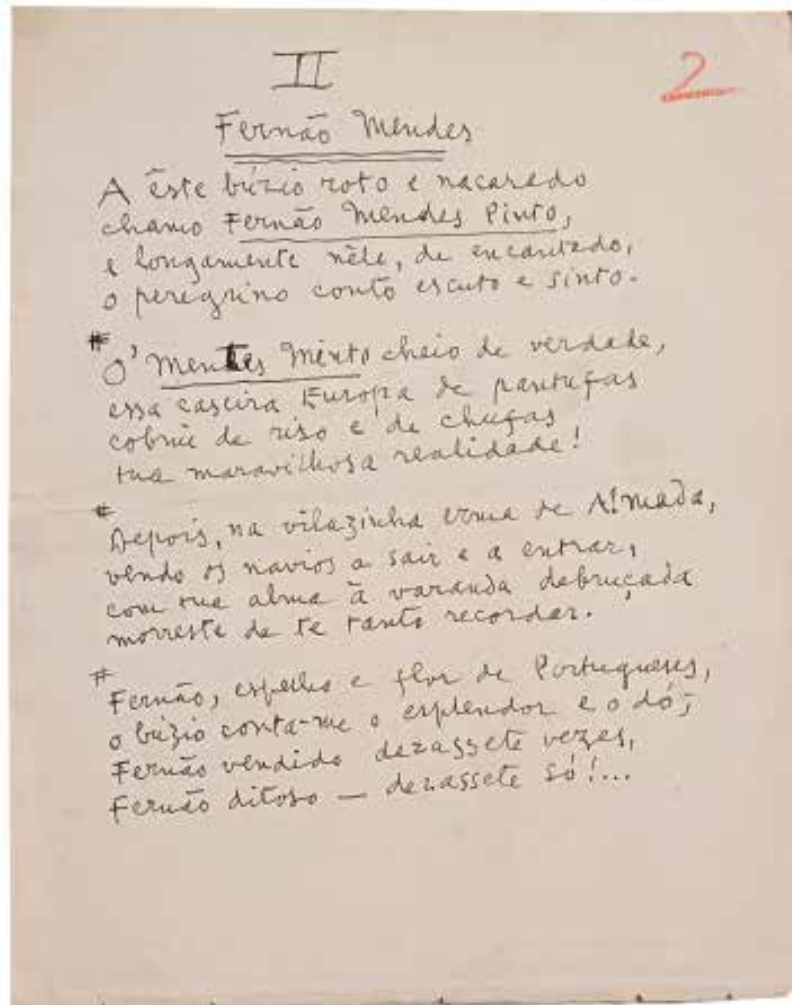 II
2
Fernão Mendes
A êste búzio roto e nacarado
chamo Fernão Mendes Pinto,
e longamente nêle, de encantado,
o peregrino conto escuto e sinto.
#
Ó Mentes Minto cheio de verdade,
essa caseira Europa de pantufas
cobriu de riso e de chufas
tua maravilhosa realidade!
#
Depois, na vilazinha erma de Almada,
vendo os navios a sair e a entrar,
com tua alma à varanda debruçada
morreste de te tanto recordar.
#
Fernão, espelho e flor de Portugueses,
o búzio conta-me o esplendor e o dó;
Fernão vendido dezassete vezes,
Fernão ditoso — dezassete só!...